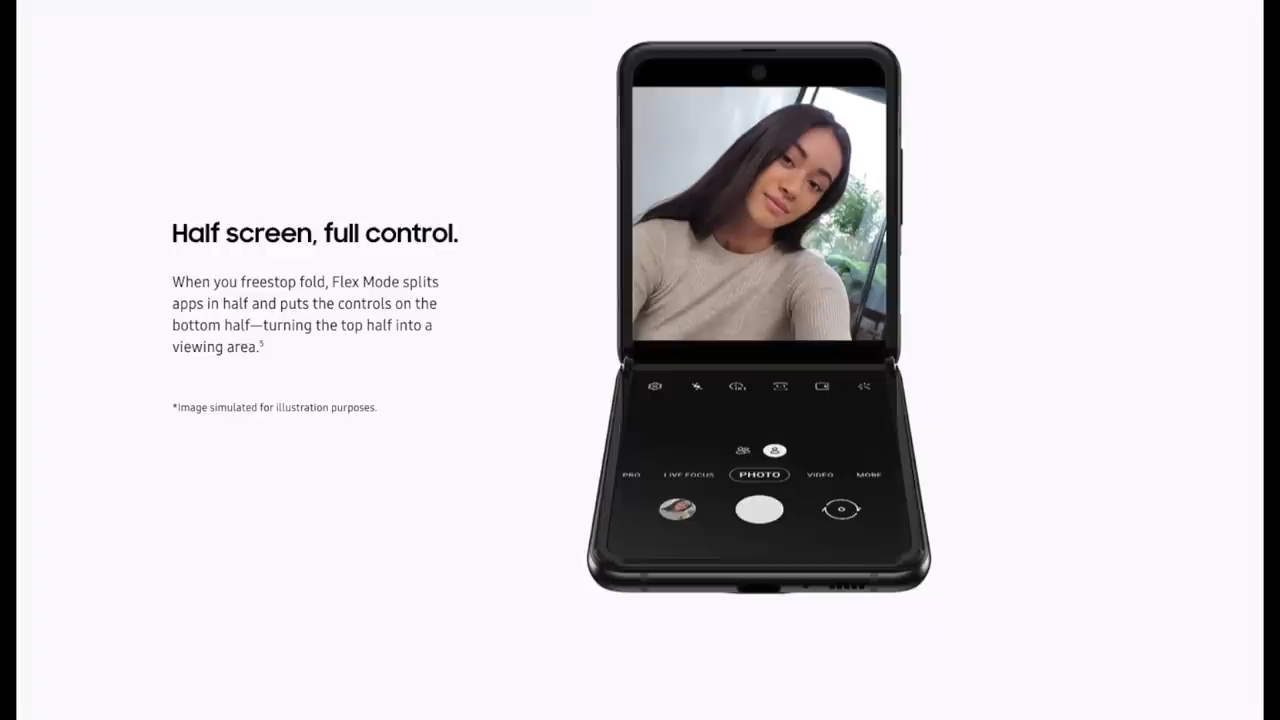 Half screen, full control.
When you freestop fold, Flex Mode splits
apps in half and puts the controls on the
bottom half—turning the top half into a
viewing area.⁵
*Image simulated for illustration purposes.
PRO LIVE FOCUS PHOTO VIDEO MORE